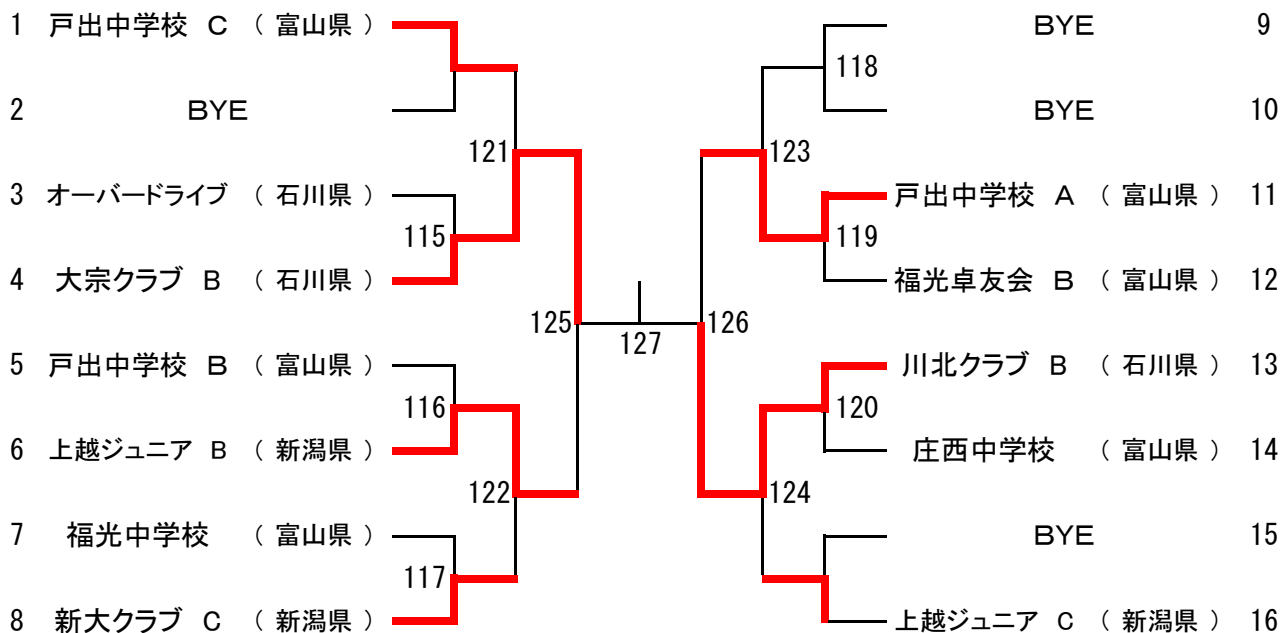 1 戸出中学校 C （ 富山県 ）
BYE 9
118
2 BYE
BYE 10
121
123
3 オーバードライブ （ 石川県 ）
戸出中学校 A （ 富山県 ） 11
115
119
4 大宗クラブ B （ 石川県 ）
福光卓友会 B （ 富山県 ） 12
125
127
126
5 戸出中学校 B （ 富山県 ）
川北クラブ B （ 石川県 ） 13
116
120
6 上越ジュニア B （ 新潟県 ）
庄西中学校 （ 富山県 ） 14
122
124
7 福光中学校 （ 富山県 ）
BYE 15
117
8 新大クラブ C （ 新潟県 ）
上越ジュニア C （ 新潟県 ） 16